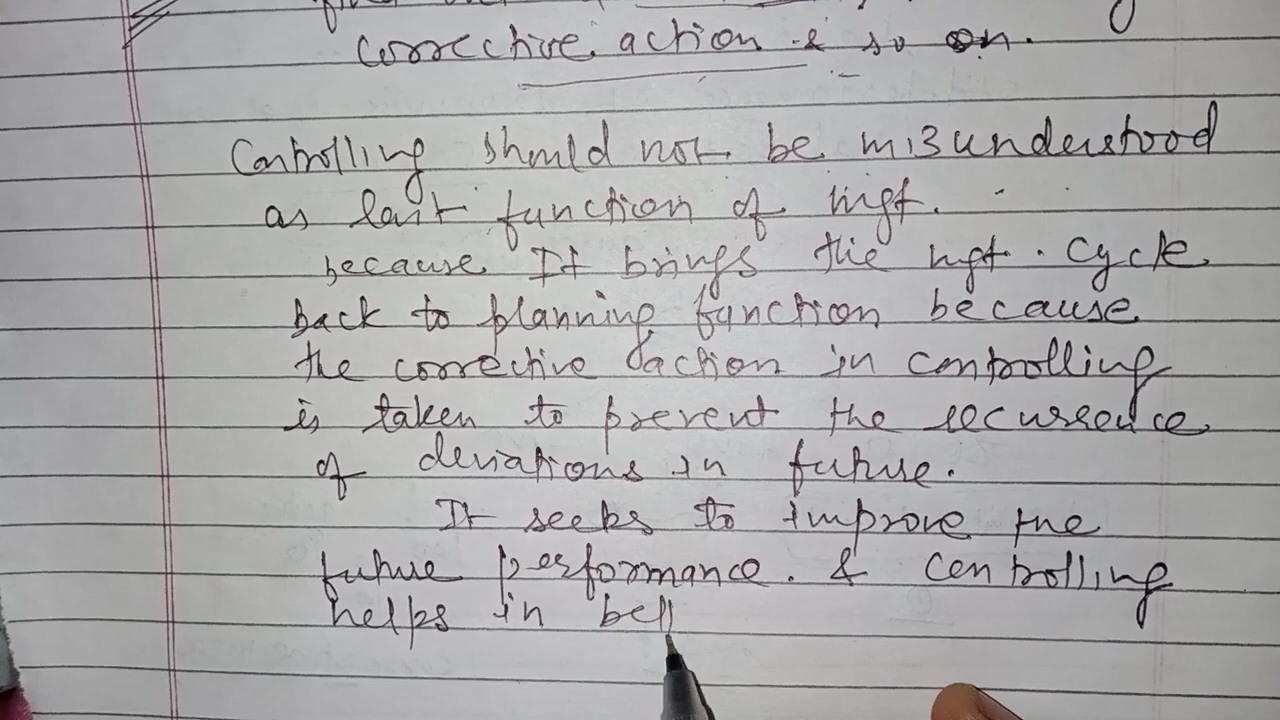 corrective action & so on.
Controlling should not be misunderstood
as last function of mgt.
because It brings the mgt. cycle
back to planning function because
the corrective action in controlling
is taken to prevent the recurrence
of deviations in future.
It seeks to improve the
future performance. & controlling
helps in